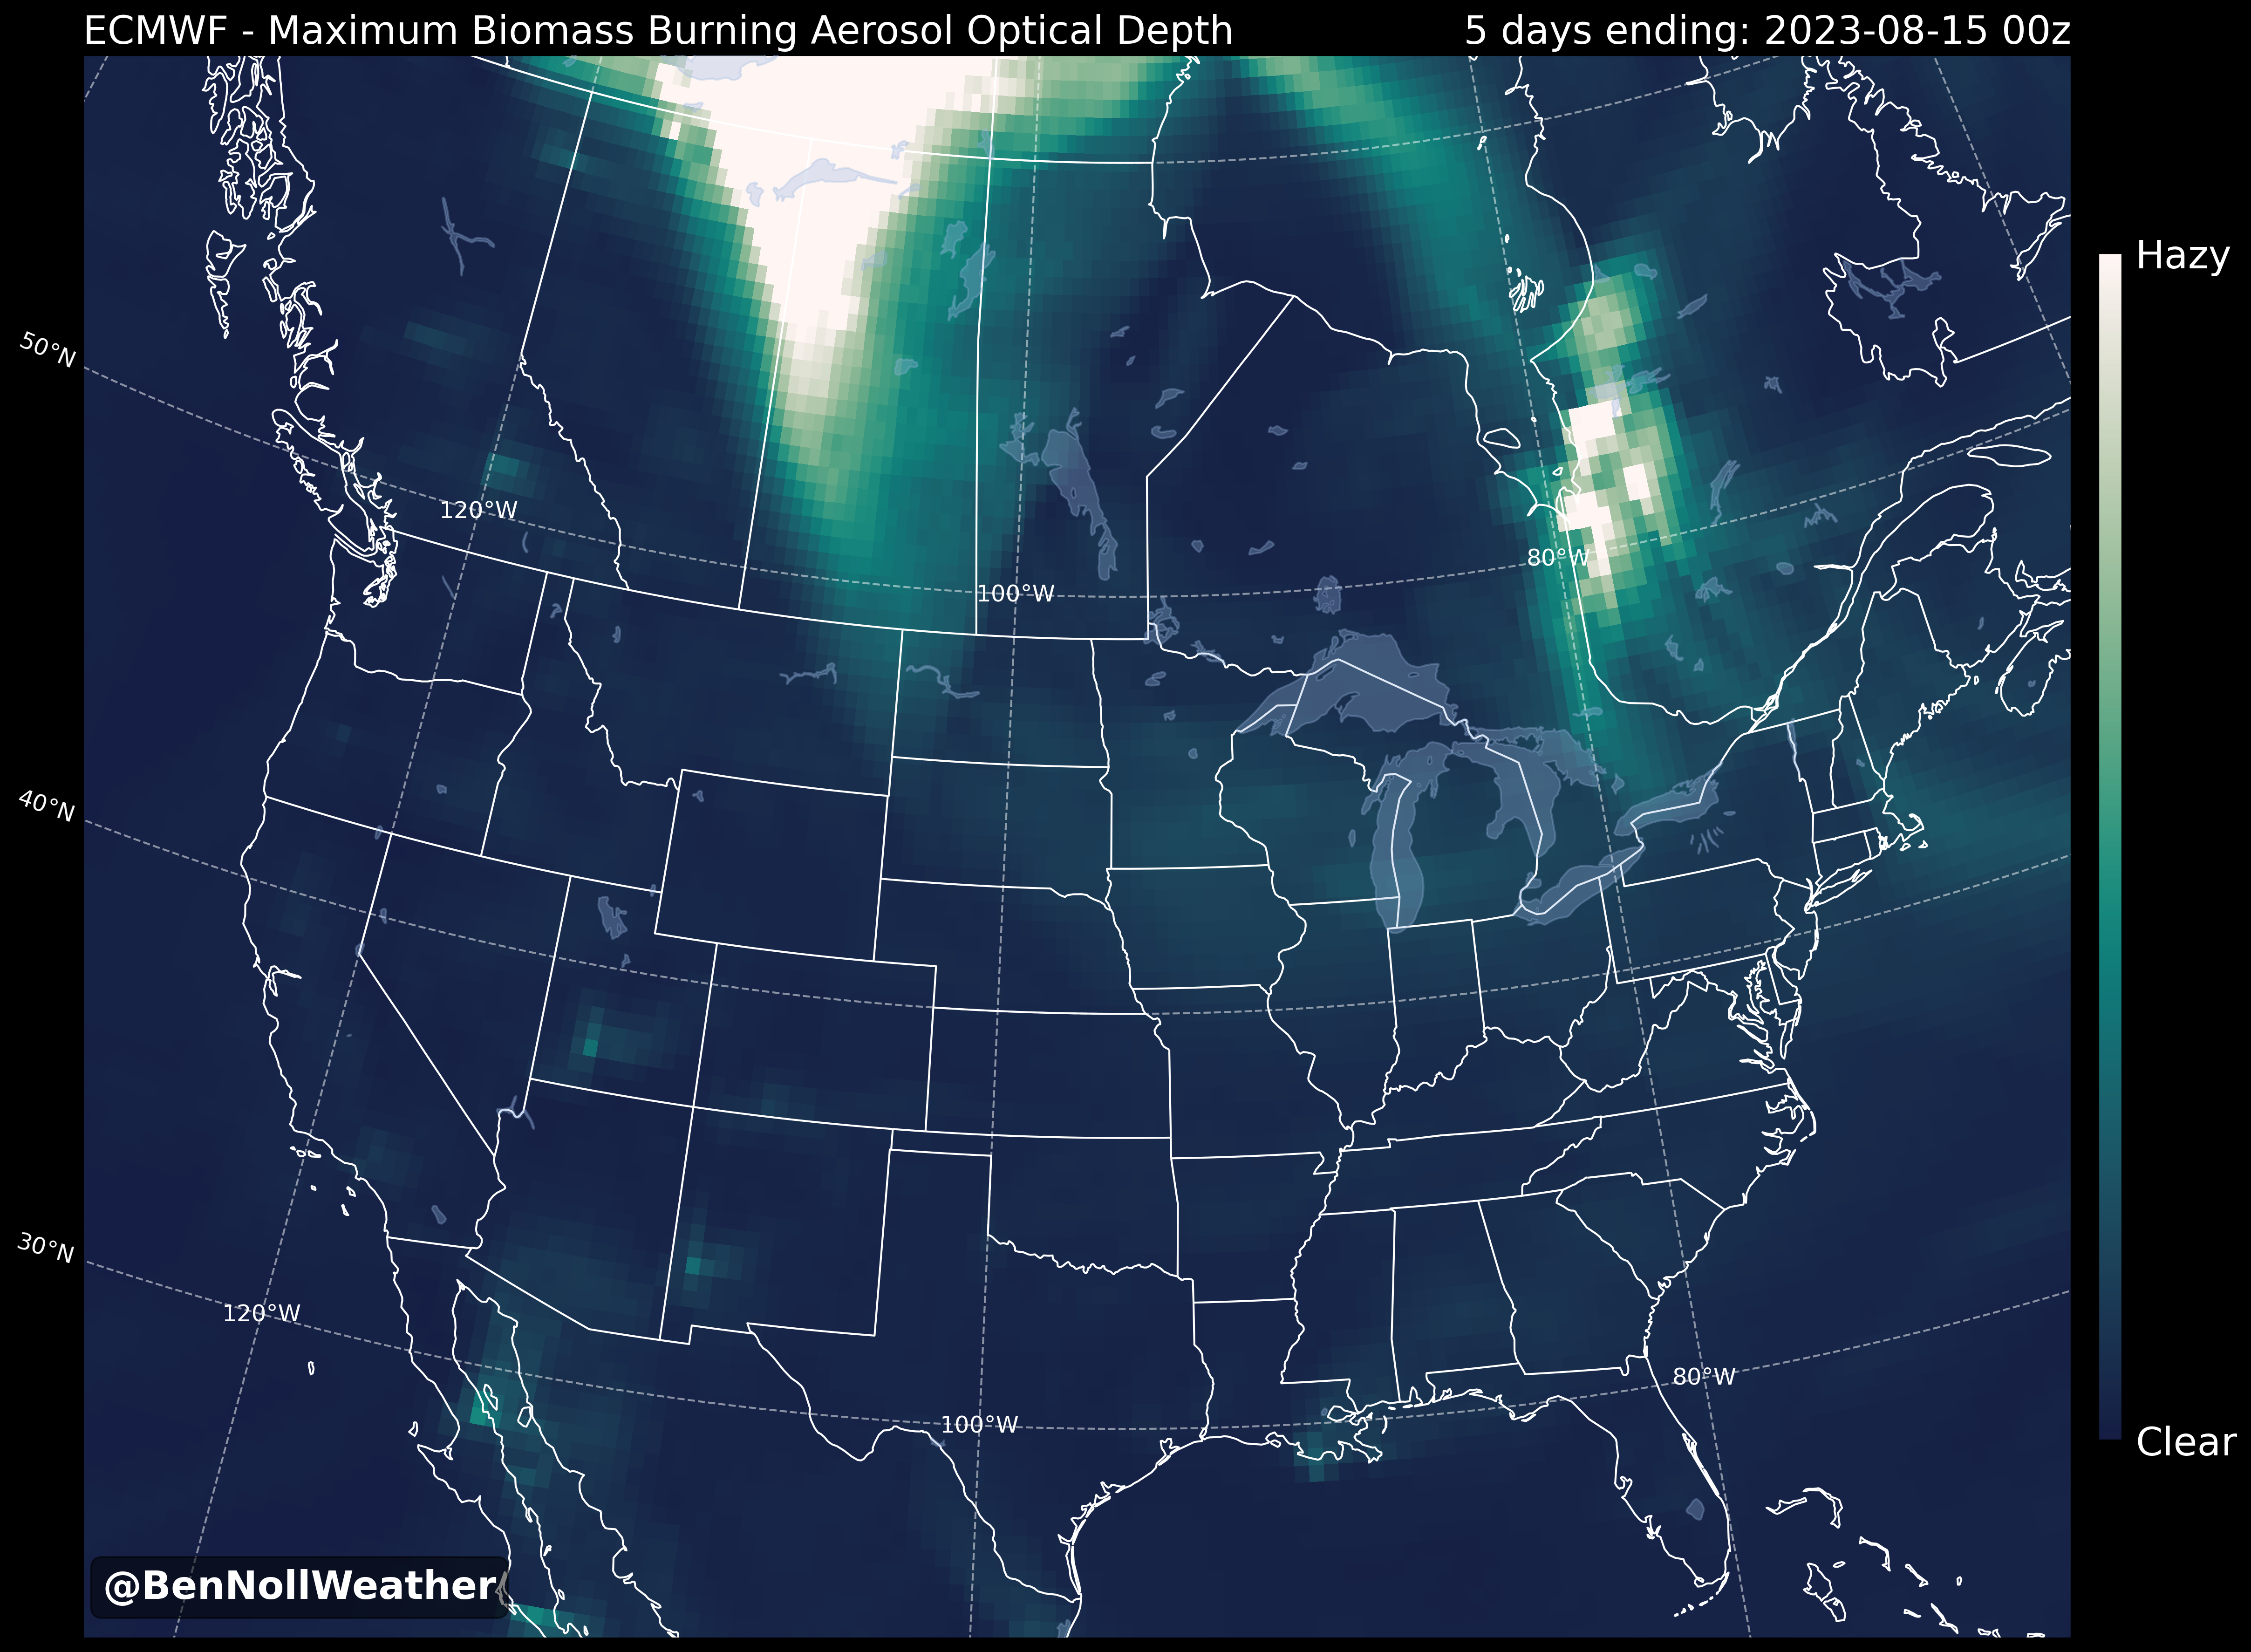 ECMWF - Maximum Biomass Burning Aerosol Optical Depth
5 days ending: 2023-08-15 00z
Hazy
50°N
120°W
80°W
100°W
40°N
30°N
120°W
80°W
100°W
Clear
@BenNollWeather